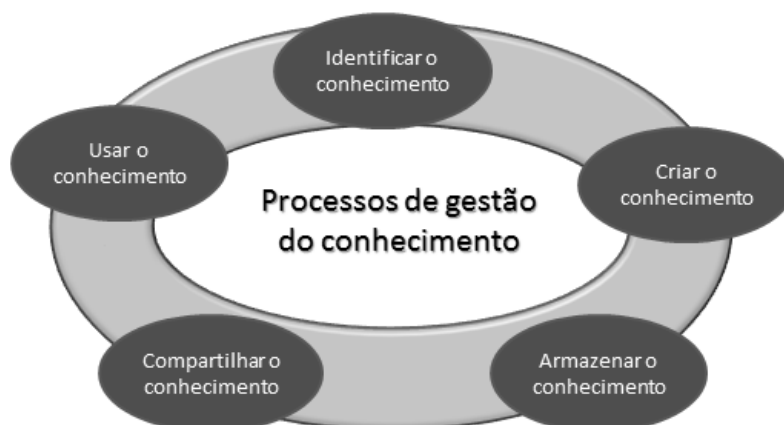 Identificar o
conhecimento
Usar o
conhecimento
Criar o
conhecimento
Processos de gestão
do conhecimento
Compartilhar o
conhecimento
Armazenar o
conhecimento